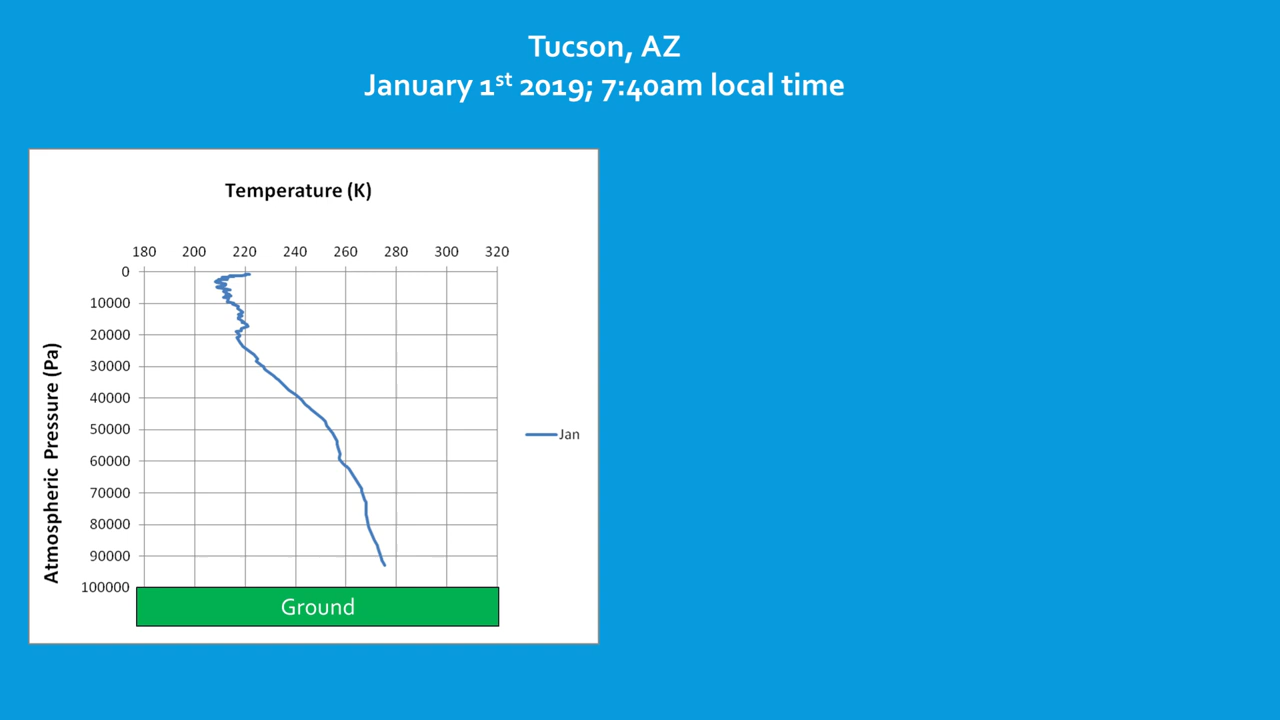 Tucson, AZ
January 1st 2019; 7:40am local time
Temperature (K)
180 200 220 240 260 280 300 320
0
10000
20000
30000
40000
50000
60000
70000
80000
90000
100000
Atmospheric Pressure (Pa)
Jan
Ground